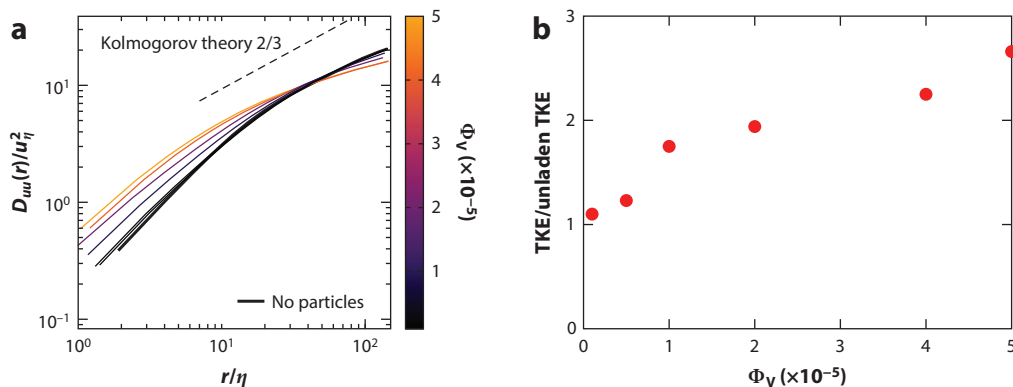 a
Kolmogorov theory 2/3
No particles
D_uu(r)/u_η^2
10^1
10^0
10^-1
10^0
10^1
10^2
r/η
5
4
3
2
1
Φ_V (×10^-5)
b
TKE/unladen TKE
3
2
1
0
0
1
2
3
4
5
Φ_V (×10^-5)